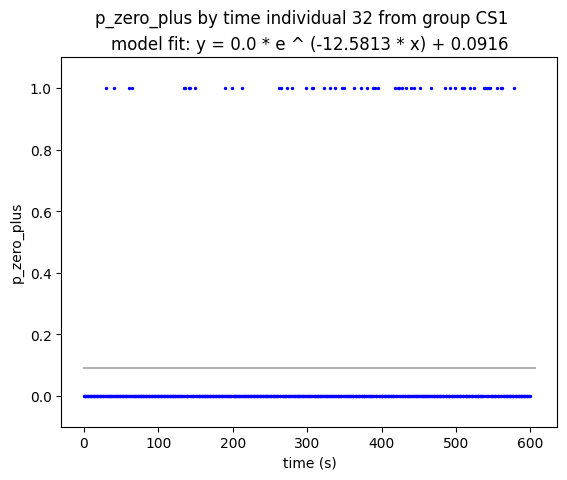 p_zero_plus by time individual 32 from group CS1
model fit: y = 0.0 * e ^ (-12.5813 * x) + 0.0916
1.0
0.8
0.6
0.4
0.2
0.0
p_zero_plus
0 100 200 300 400 500 600
time (s)